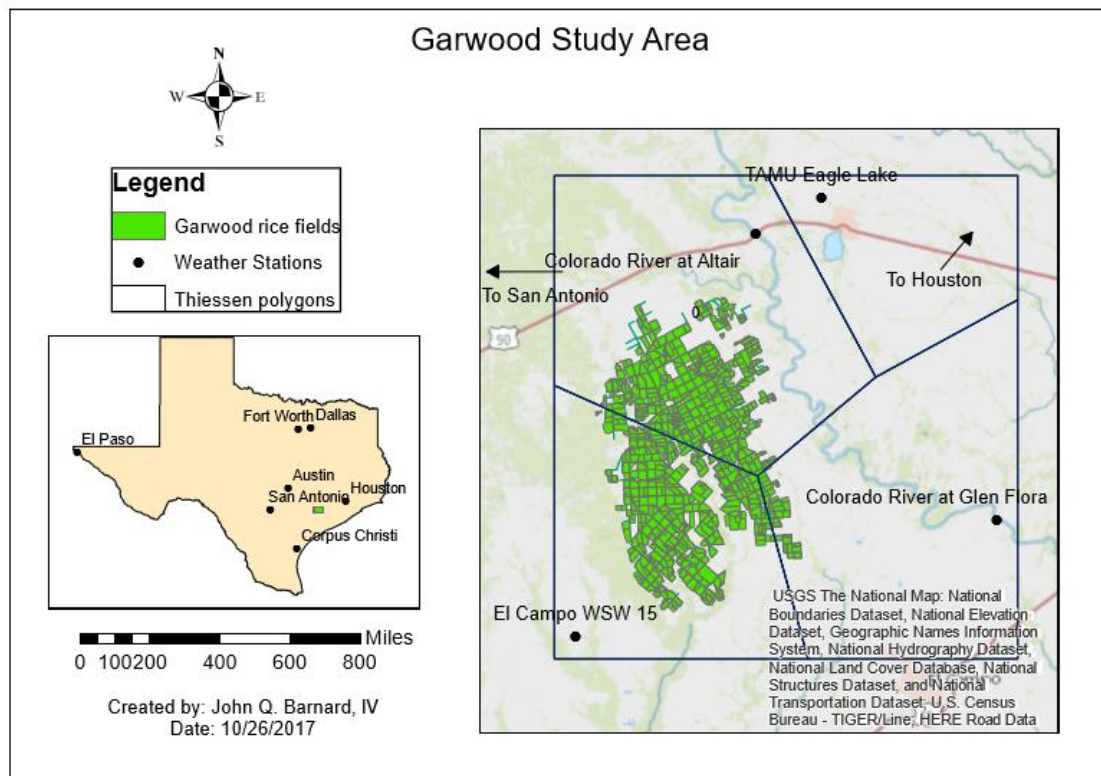 Garwood Study Area
N
W E
S
Legend
Garwood rice fields
Weather Stations
Thiessen polygons
El Paso
Fort Worth
Dallas
Austin
San Antonio
Houston
Corpus Christi
Miles
0 100 200 400 600 800
Created by: John Q. Barnard, IV
Date: 10/26/2017
TAMU Eagle Lake
Colorado River at Altair
To Houston
To San Antonio
0
90
Colorado River at Glen Flora
El Campo WSW 15
USGS The National Map: National
Boundaries Dataset, National Elevation
Dataset, Geographic Names Information
System, National Hydrography Dataset,
National Land Cover Database, National
Structures Dataset, and National
Transportation Dataset; U.S. Census
Bureau - TIGER/Line; HERE Road Data